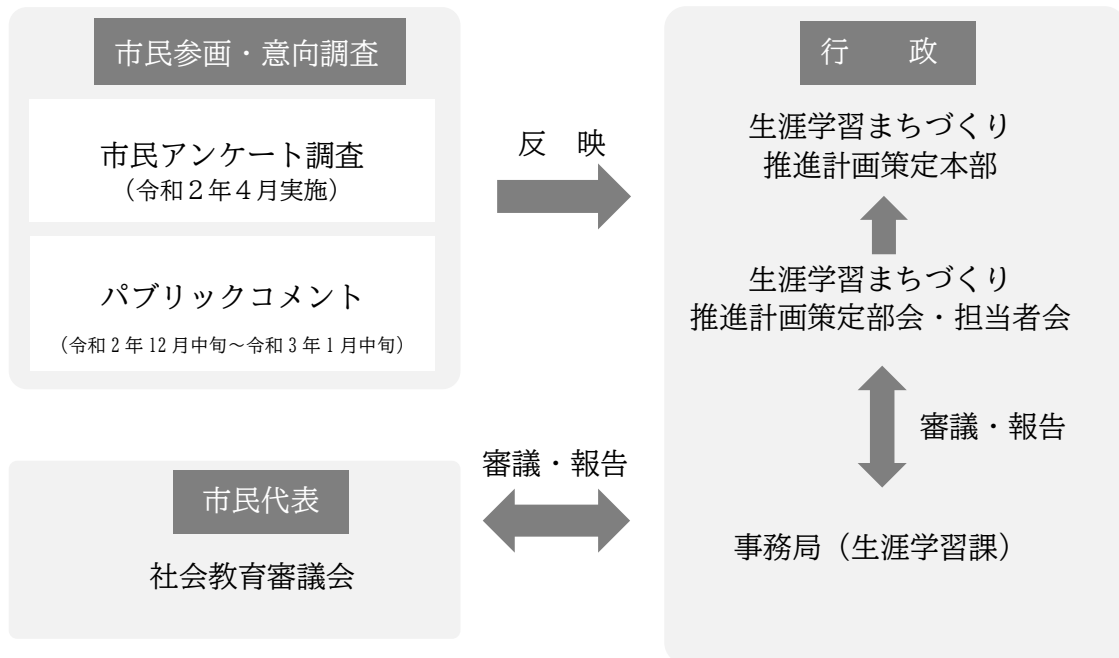 市民参画・意向調査
市民アンケート調査
（令和２年４月実施）
パブリックコメント
（令和２年12月中旬～令和３年１月中旬）
反　映
市民代表
社会教育審議会
審議・報告
行　　政
生涯学習まちづくり
推進計画策定本部
生涯学習まちづくり
推進計画策定部会・担当者会
審議・報告
事務局（生涯学習課）